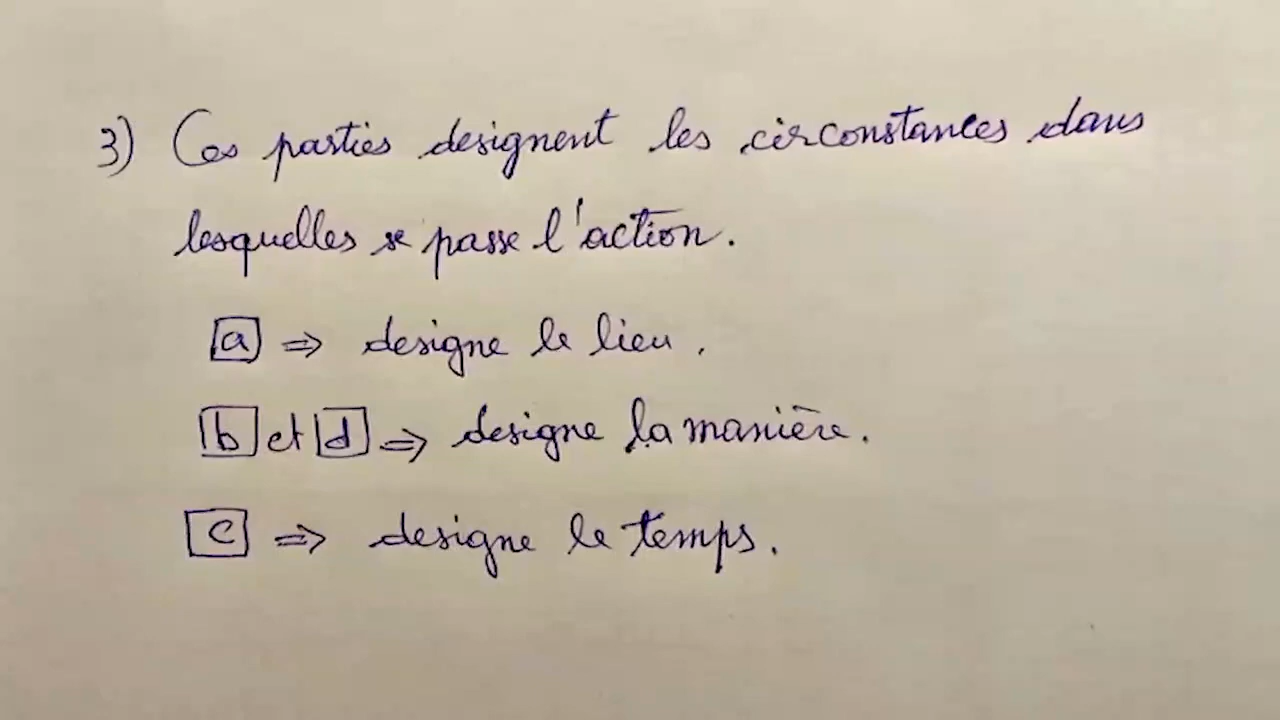 3) Ces parties designent les circonstances dans
lesquelles se passe l'action.
a ⇒ designe le lieu.
b et d ⇒ designe la manière.
c ⇒ designe le temps.